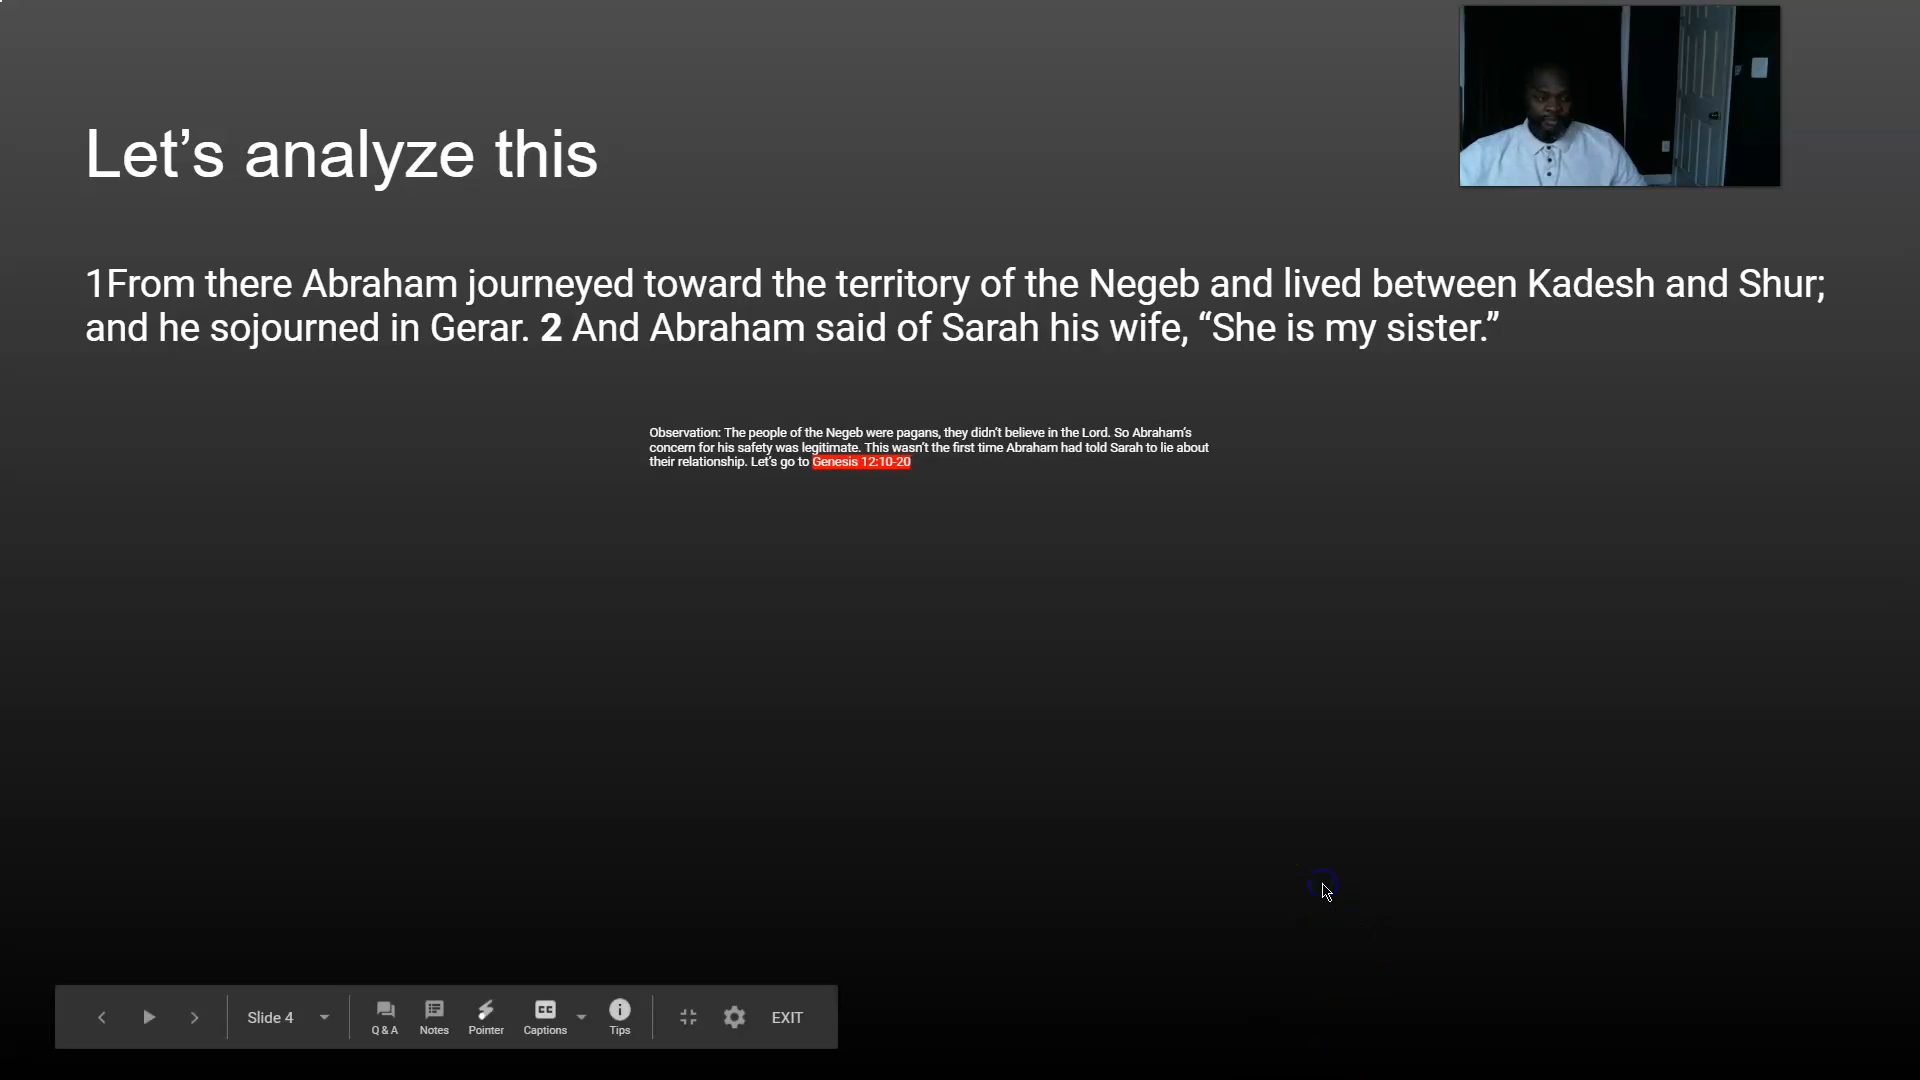 Let’s analyze this
1From there Abraham journeyed toward the territory of the Negeb and lived between Kadesh and Shur;
and he sojourned in Gerar. 2 And Abraham said of Sarah his wife, “She is my sister.”
Observation: The people of the Negeb were pagans, they didn’t believe in the Lord. So Abraham’s
concern for his safety was legitimate. This wasn’t the first time Abraham had told Sarah to lie about
their relationship. Let’s go to Genesis 12:10-20
Slide 4
Q & A
Notes
Pointer
CC
Captions
Tips
EXIT